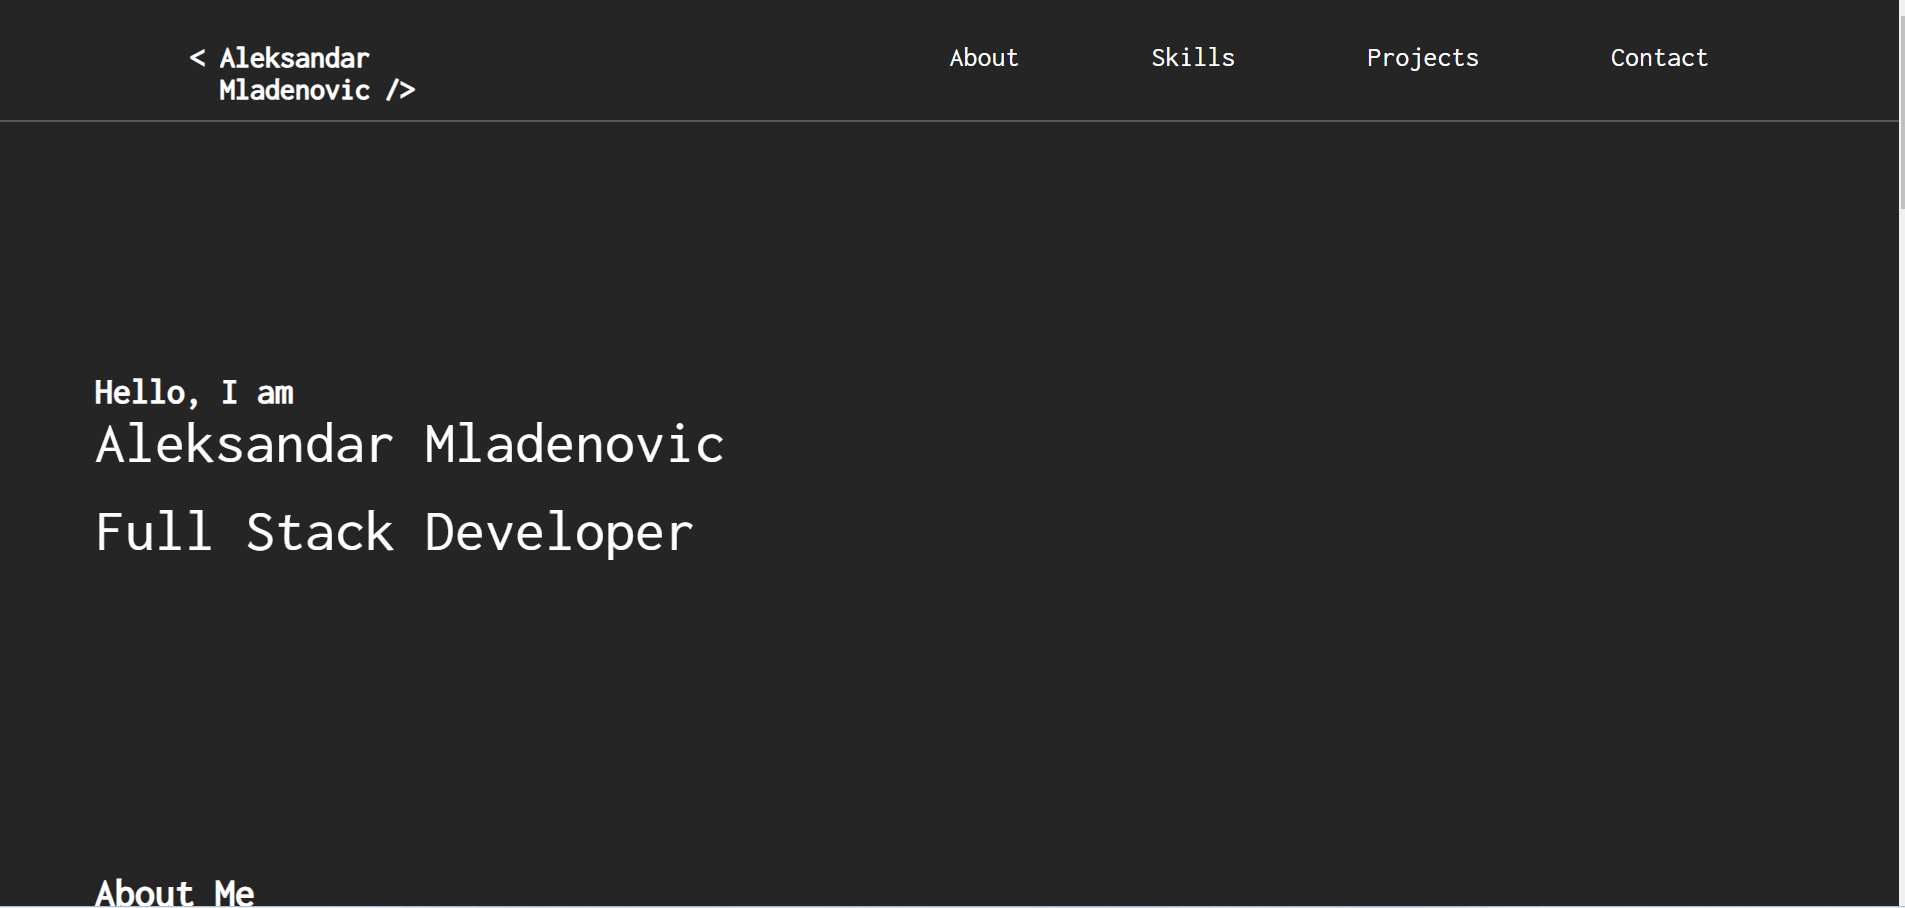 < Aleksandar
Mladenovic />
About Skills Projects Contact
Hello, I am
Aleksandar Mladenovic
Full Stack Developer
About Me